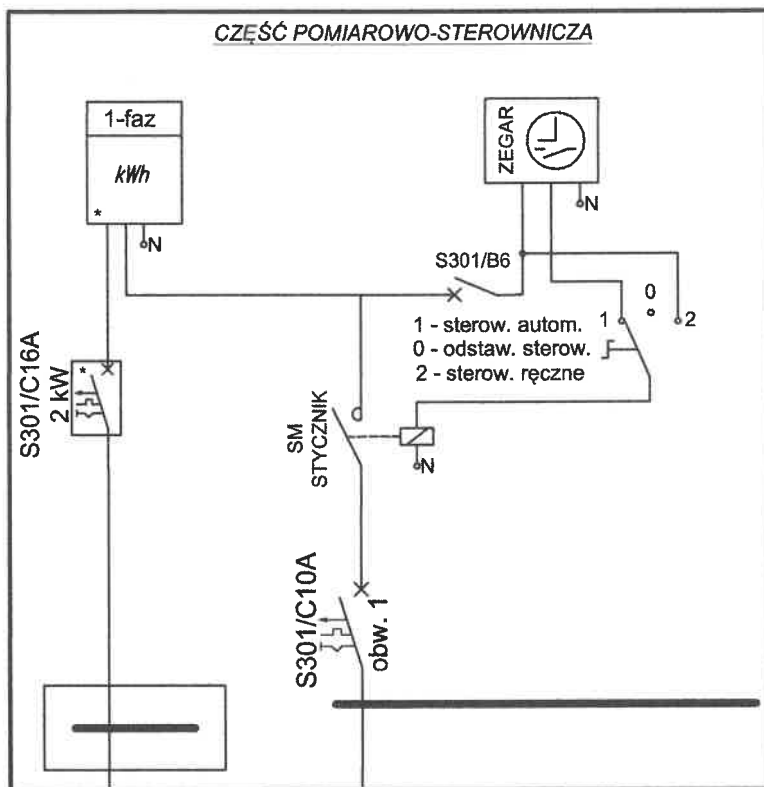 CZĘŚĆ POMIAROWO-STEROWNICZA
1-faz
kWh
*
N
ZEGAR
N
S301/B6
0
1
2
1 - sterow. autom.
0 - odstaw. sterow.
2 - sterow. ręczne
S301/C16A
2 kW
*
SM
STYCZNIK
N
S301/C10A
obw. 1